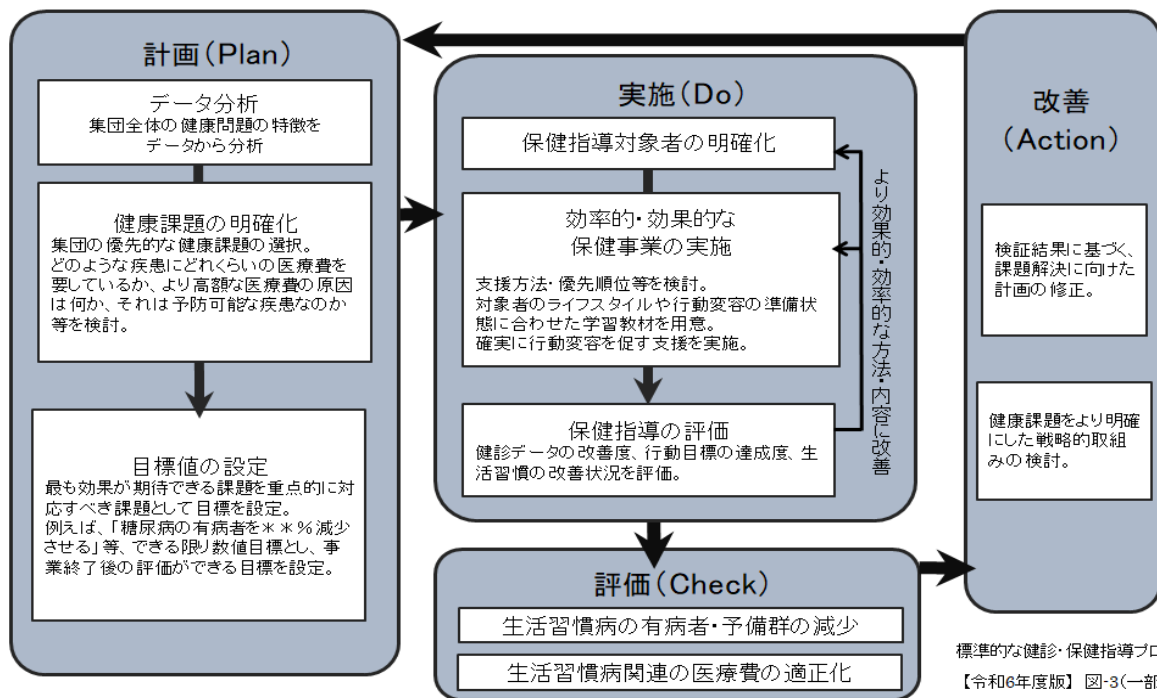 計画(Plan)
データ分析
集団全体の健康問題の特徴を
データから分析
健康課題の明確化
集団の優先的な健康課題の選択。
どのような疾患にどれくらいの医療費を
要しているか、より高額な医療費の原因
は何か、それは予防可能な疾患なのか
等を検討。
目標値の設定
最も効果が期待できる課題を重点的に対
応すべき課題として目標を設定。
例えば、「糖尿病の有病者を**%減少
させる」等、できる限り数値目標とし、事
業終了後の評価ができる目標を設定。
実施(Do)
保健指導対象者の明確化
効率的・効果的な
保健事業の実施
支援方法・優先順位等を検討。
対象者のライフスタイルや行動変容の準備状
態に合わせた学習教材を用意。
確実に行動変容を促す支援を実施。
保健指導の評価
健診データの改善度、行動目標の達成度、生
活習慣の改善状況を評価。
より効果的・効率的な方法・内容に改善
評価(Check)
生活習慣病の有病者・予備群の減少
生活習慣病関連の医療費の適正化
改善
(Action)
検証結果に基づく、
課題解決に向けた
計画の修正。
健康課題をより明確
にした戦略的取組
みの検討。
標準的な健診・保健指導プロ
【令和6年度版】 図-3(一部